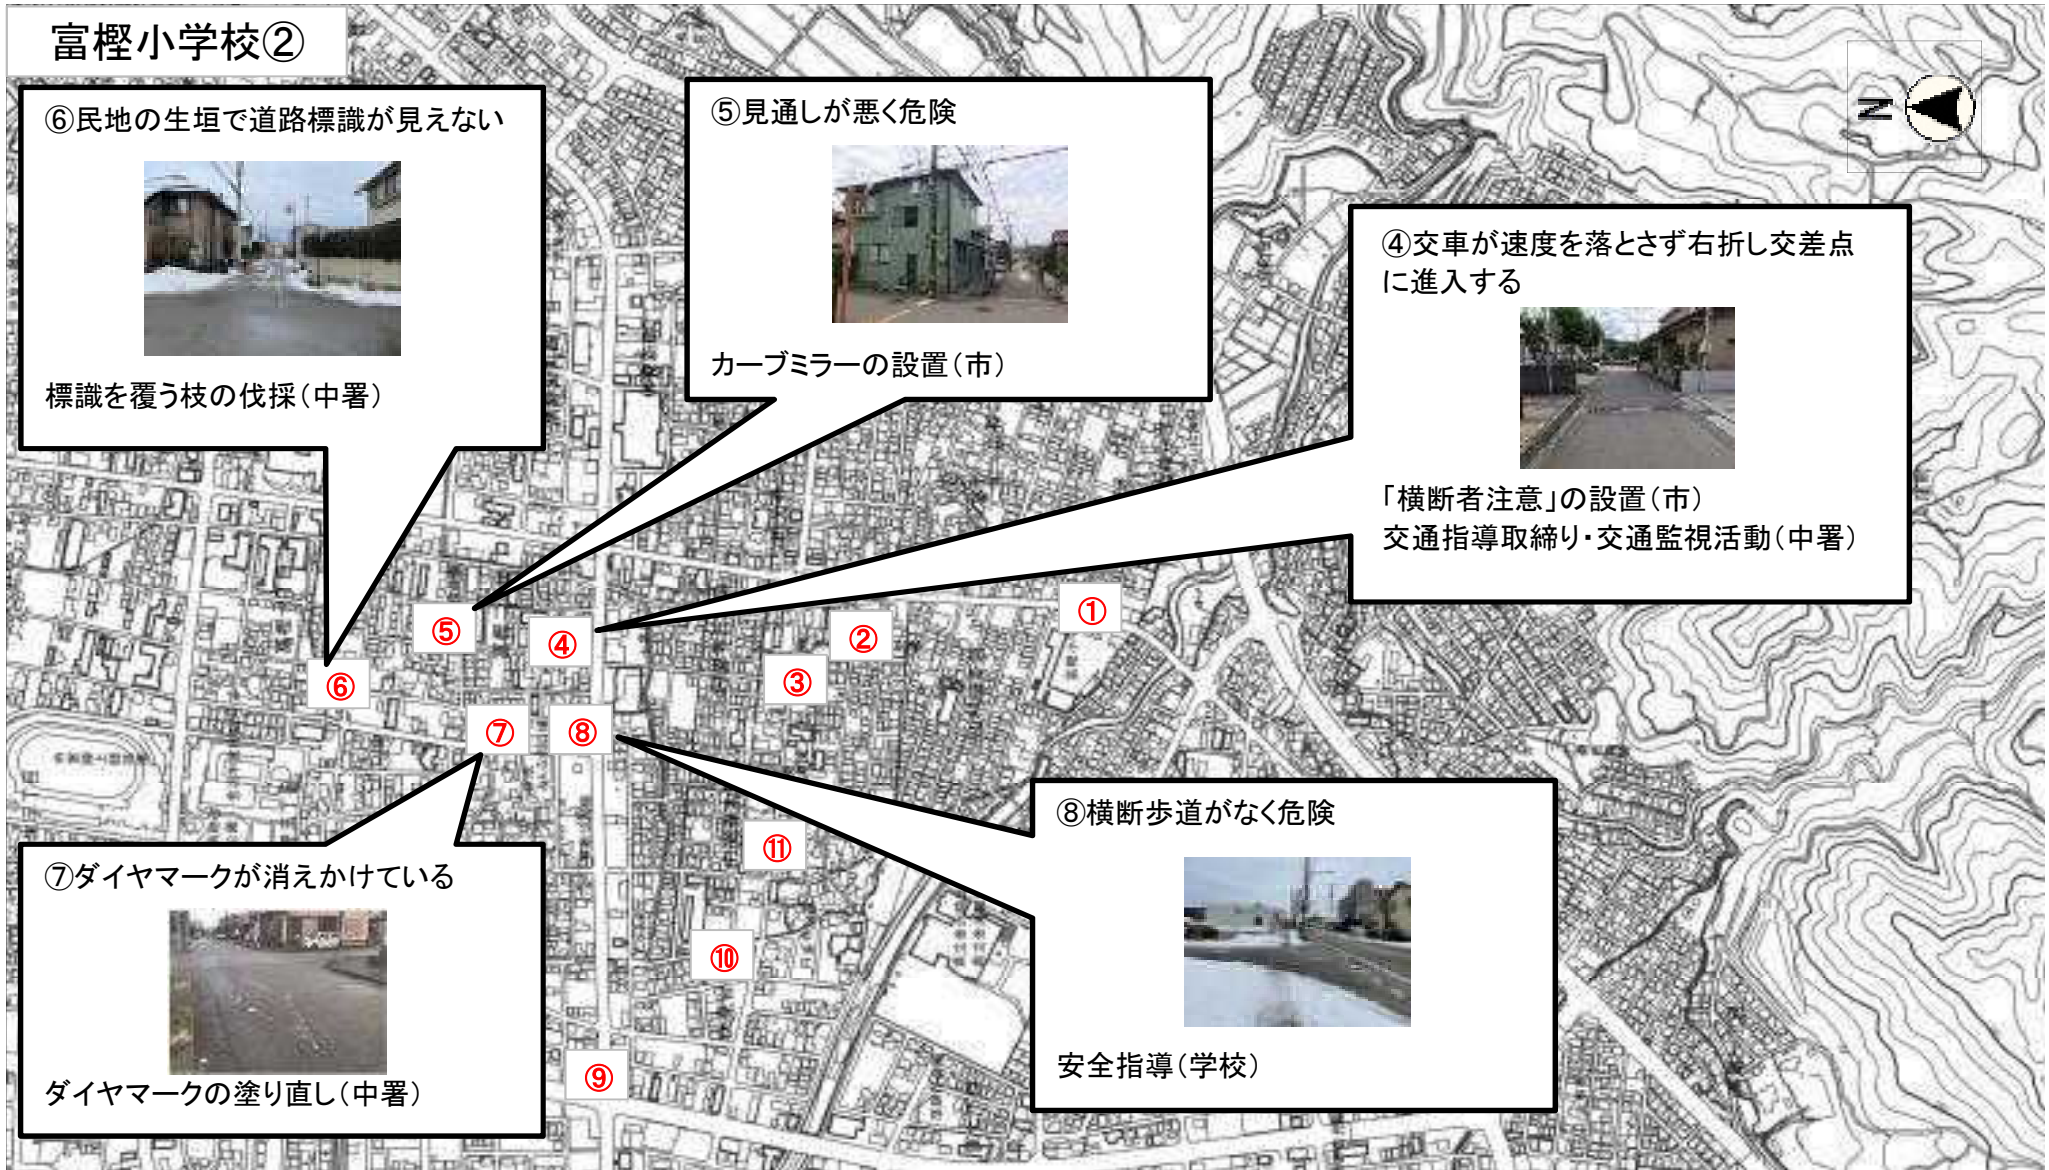 富樫小学校②
N
⑥民地の生垣で道路標識が見えない
標識を覆う枝の伐採(中署)
⑤見通しが悪く危険
カーブミラーの設置(市)
④交車が速度を落とさず右折し交差点
に進入する
「横断者注意」の設置(市)
交通指導取締り・交通監視活動(中署)
①
②
③
④
⑤
⑥
⑦
⑧
⑨
⑩
⑪
⑦ダイヤマークが消えかけている
ダイヤマークの塗り直し(中署)
⑧横断歩道がなく危険
安全指導(学校)